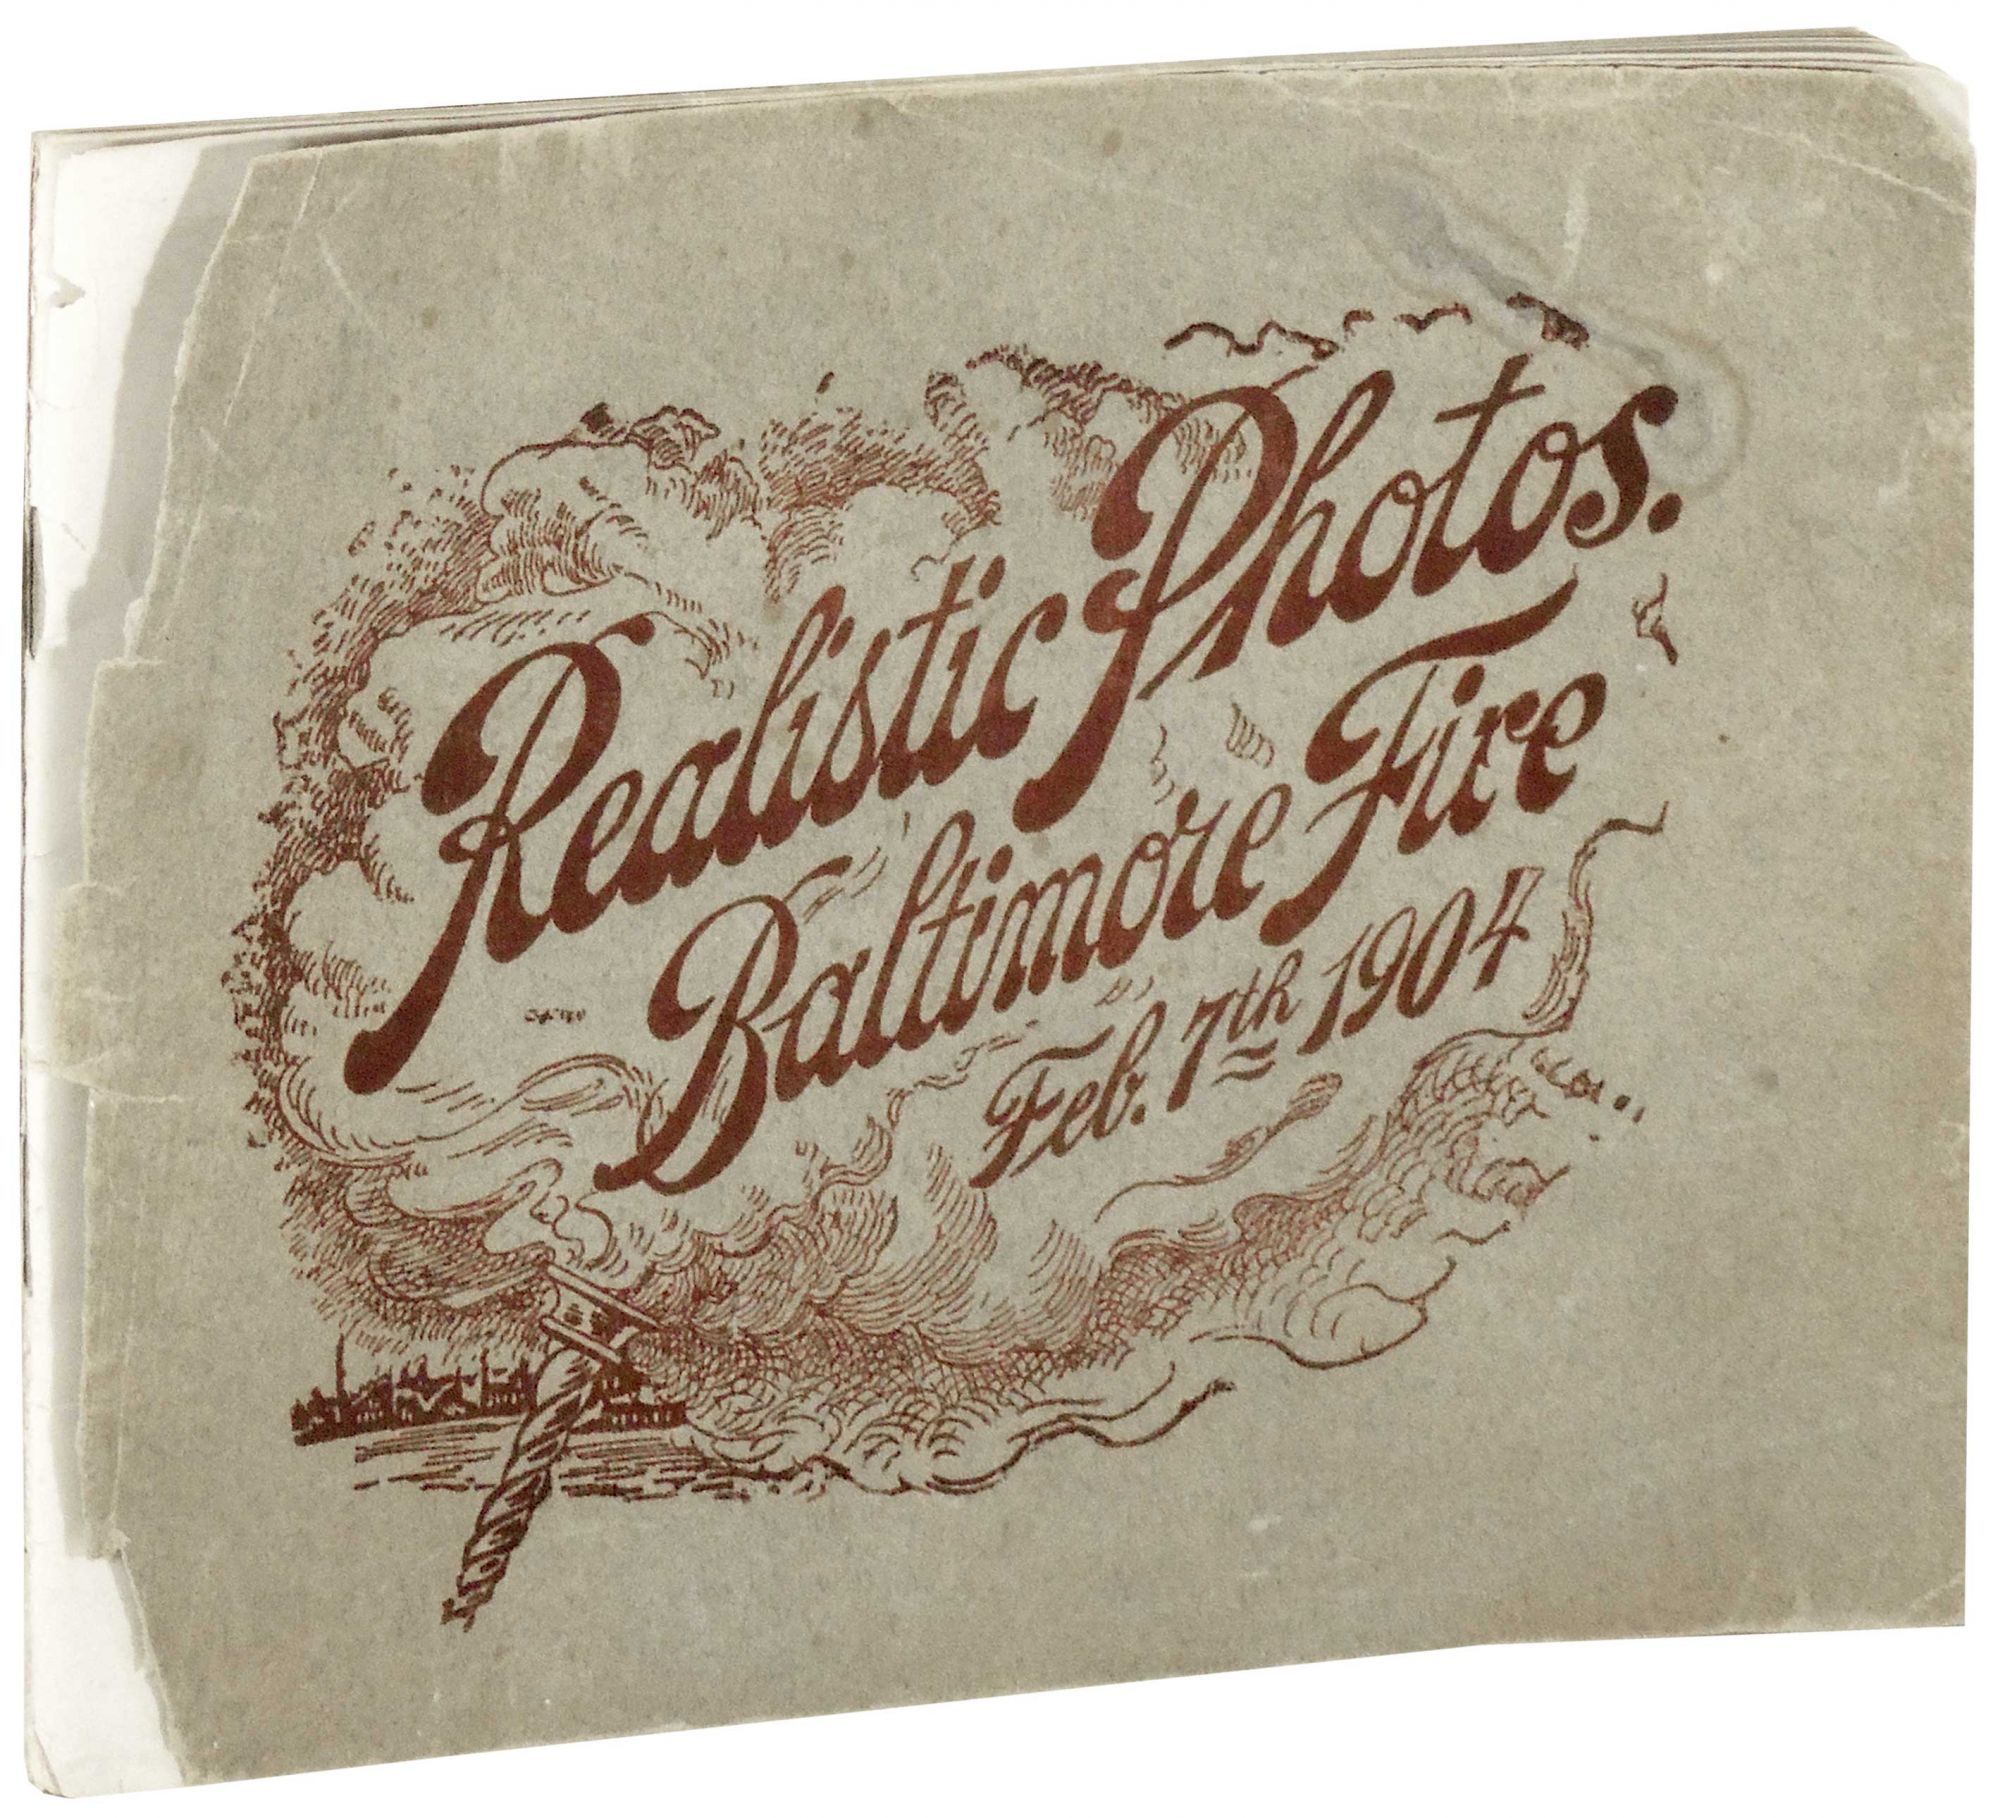 Realistic Photos.
Baltimore Fire
Feb. 7th 1904